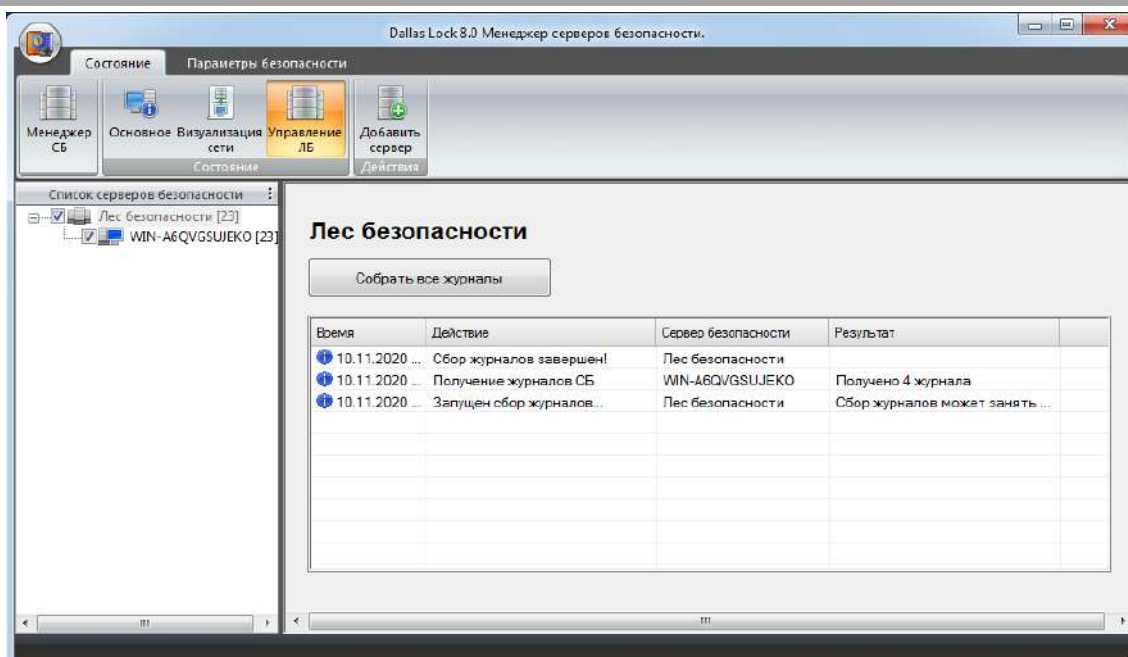 Dallas Lock 8.0 Менеджер серверов безопасности.
Состояние Параметры безопасности
Менеджер СБ
Основное
Визуализация сети
Управление ЛБ
Добавить сервер
Состояние Действия
Список серверов безопасности
Лес безопасности [23]
WIN-A6QVGSUJEKO [23]
Лес безопасности
Собрать все журналы
Время Действие Сервер безопасности Результат
10.11.2020 ... Сбор журналов завершен! Лес безопасности
10.11.2020 ... Получение журналов СБ WIN-A6QVGSUJEKO Получено 4 журнала
10.11.2020 ... Запущен сбор журналов... Лес безопасности Сбор журналов может занять ...